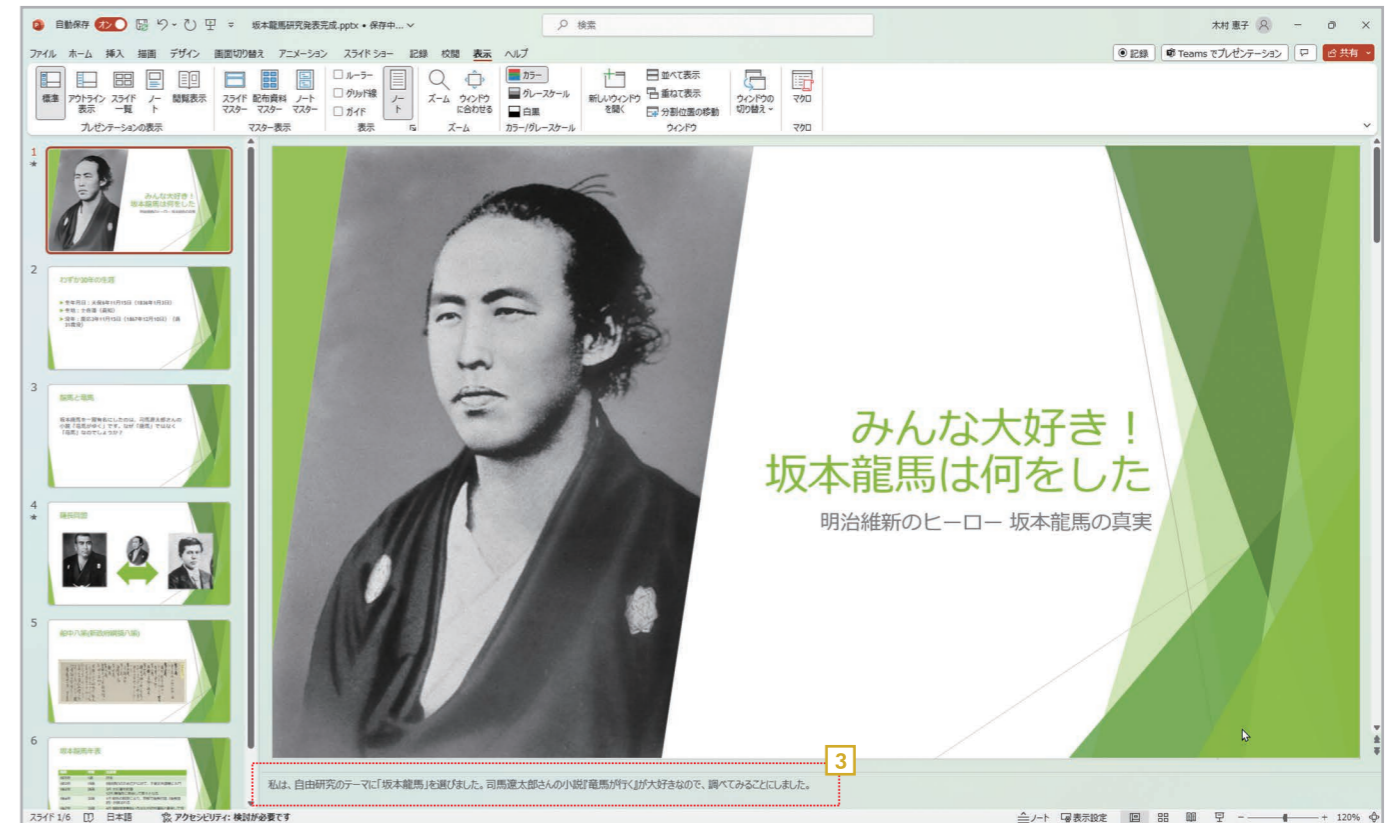 自動保存 オン 坂本龍馬研究発表完成.pptx • 保存中... 検索 木村 恵子
ファイル ホーム 挿入 描画 デザイン 画面切り替え アニメーション スライド ショー 記録 校閲 表示 ヘルプ 記録 Teams でプレゼンテーション 共有
標準 アウトライン表示 スライド一覧 ノート 閲覧表示
プレゼンテーションの表示
スライドマスター 配布資料マスター ノートマスター
マスター表示
ルーラー
グリッド線
ガイド
ノート
表示
ズーム ウィンドウに合わせる
ズーム
カラー
グレースケール
白黒
カラー/グレースケール
新しいウィンドウを開く
並べて表示
重ねて表示
分割位置の移動
ウィンドウの切り替え
ウィンドウ
マクロ
マクロ
1
みんな大好き！
坂本龍馬は何をした
2
3
龍馬と竜馬
4
薩長同盟
5
6
坂本龍馬年表
みんな大好き！
坂本龍馬は何をした
明治維新のヒーロー 坂本龍馬の真実
3
私は、自由研究のテーマに「坂本龍馬」を選びました。司馬遼太郎さんの小説『竜馬が行く』が大好きなので、調べてみることにしました。
スライド 1/6 日本語 アクセシビリティ: 検討が必要です ノート 表示設定 120%